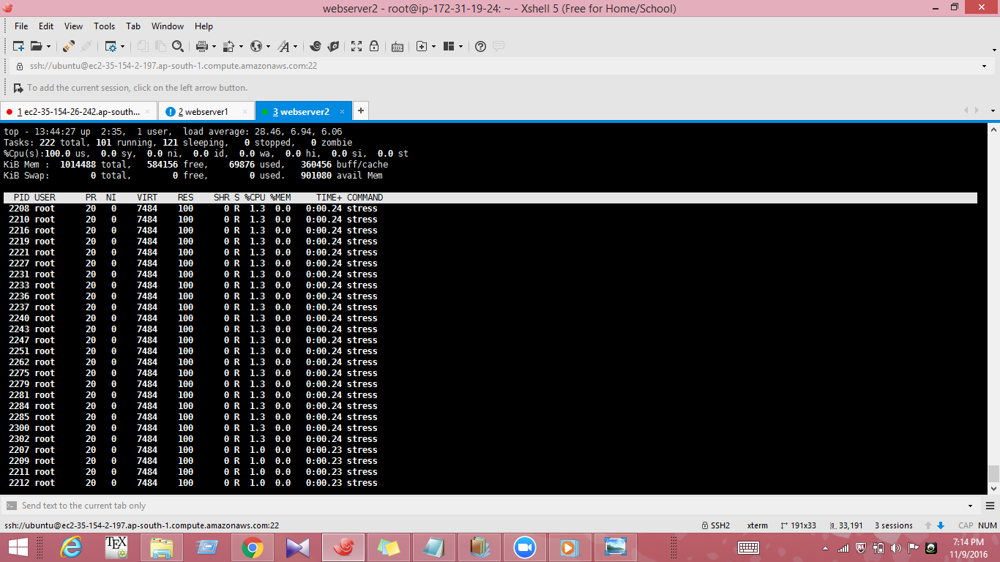 webserver2 - root@ip-172-31-19-24: ~ - Xshell 5 (Free for Home/School)
File Edit View Tools Tab Window Help
ssh://ubuntu@ec2-35-154-2-197.ap-south-1.compute.amazonaws.com:22
To add the current session, click on the left arrow button.
1 ec2-35-154-26-242.ap-south... × 2 webserver1 × 3 webserver2 × +
top - 13:44:27 up  2:35,  1 user,  load average: 28.46, 6.94, 6.06
Tasks: 222 total, 101 running, 121 sleeping,   0 stopped,   0 zombie
%Cpu(s):100.0 us,  0.0 sy,  0.0 ni,  0.0 id,  0.0 wa,  0.0 hi,  0.0 si,  0.0 st
KiB Mem :  1014488 total,   584156 free,    69876 used,   360456 buff/cache
KiB Swap:        0 total,        0 free,        0 used.   901080 avail Mem
PID USER PR NI VIRT RES SHR S %CPU %MEM TIME+ COMMAND
2208 root 20 0 7484 100 0 R 1.3 0.0 0:00.24 stress
2210 root 20 0 7484 100 0 R 1.3 0.0 0:00.24 stress
2216 root 20 0 7484 100 0 R 1.3 0.0 0:00.24 stress
2219 root 20 0 7484 100 0 R 1.3 0.0 0:00.24 stress
2221 root 20 0 7484 100 0 R 1.3 0.0 0:00.24 stress
2227 root 20 0 7484 100 0 R 1.3 0.0 0:00.24 stress
2231 root 20 0 7484 100 0 R 1.3 0.0 0:00.24 stress
2233 root 20 0 7484 100 0 R 1.3 0.0 0:00.24 stress
2236 root 20 0 7484 100 0 R 1.3 0.0 0:00.24 stress
2237 root 20 0 7484 100 0 R 1.3 0.0 0:00.24 stress
2240 root 20 0 7484 100 0 R 1.3 0.0 0:00.24 stress
2243 root 20 0 7484 100 0 R 1.3 0.0 0:00.24 stress
2247 root 20 0 7484 100 0 R 1.3 0.0 0:00.24 stress
2251 root 20 0 7484 100 0 R 1.3 0.0 0:00.24 stress
2262 root 20 0 7484 100 0 R 1.3 0.0 0:00.24 stress
2275 root 20 0 7484 100 0 R 1.3 0.0 0:00.24 stress
2279 root 20 0 7484 100 0 R 1.3 0.0 0:00.24 stress
2281 root 20 0 7484 100 0 R 1.3 0.0 0:00.24 stress
2284 root 20 0 7484 100 0 R 1.3 0.0 0:00.24 stress
2285 root 20 0 7484 100 0 R 1.3 0.0 0:00.24 stress
2300 root 20 0 7484 100 0 R 1.3 0.0 0:00.24 stress
2302 root 20 0 7484 100 0 R 1.3 0.0 0:00.24 stress
2207 root 20 0 7484 100 0 R 1.0 0.0 0:00.23 stress
2209 root 20 0 7484 100 0 R 1.0 0.0 0:00.23 stress
2211 root 20 0 7484 100 0 R 1.0 0.0 0:00.23 stress
2212 root 20 0 7484 100 0 R 1.0 0.0 0:00.23 stress
Send text to the current tab only
ssh://ubuntu@ec2-35-154-2-197.ap-south-1.compute.amazonaws.com:22 SSH2 xterm 191x33 33,191 3 sessions CAP NUM
TEX
7:14 PM
11/9/2016